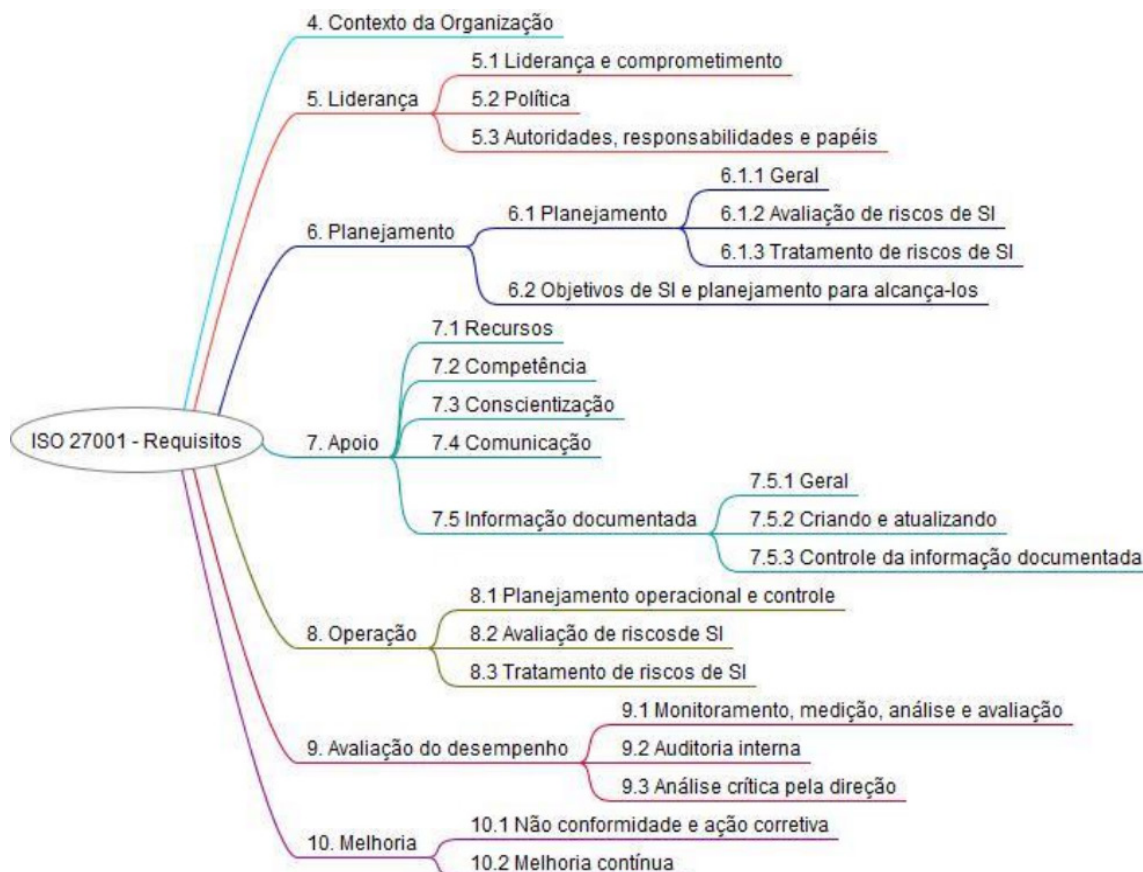 4. Contexto da Organização
5.1 Liderança e comprometimento
5. Liderança
5.2 Política
5.3 Autoridades, responsabilidades e papéis
6.1.1 Geral
6.1 Planejamento
6.1.2 Avaliação de riscos de SI
6. Planejamento
6.1.3 Tratamento de riscos de SI
6.2 Objetivos de SI e planejamento para alcança-los
7.1 Recursos
7.2 Competência
7.3 Conscientização
ISO 27001 - Requisitos
7. Apoio
7.4 Comunicação
7.5.1 Geral
7.5 Informação documentada
7.5.2 Criando e atualizando
7.5.3 Controle da informação documentada
8.1 Planejamento operacional e controle
8. Operação
8.2 Avaliação de riscosde SI
8.3 Tratamento de riscos de SI
9.1 Monitoramento, medição, análise e avaliação
9. Avaliação do desempenho
9.2 Auditoria interna
9.3 Análise crítica pela direção
10.1 Não conformidade e ação corretiva
10. Melhoria
10.2 Melhoria contínua